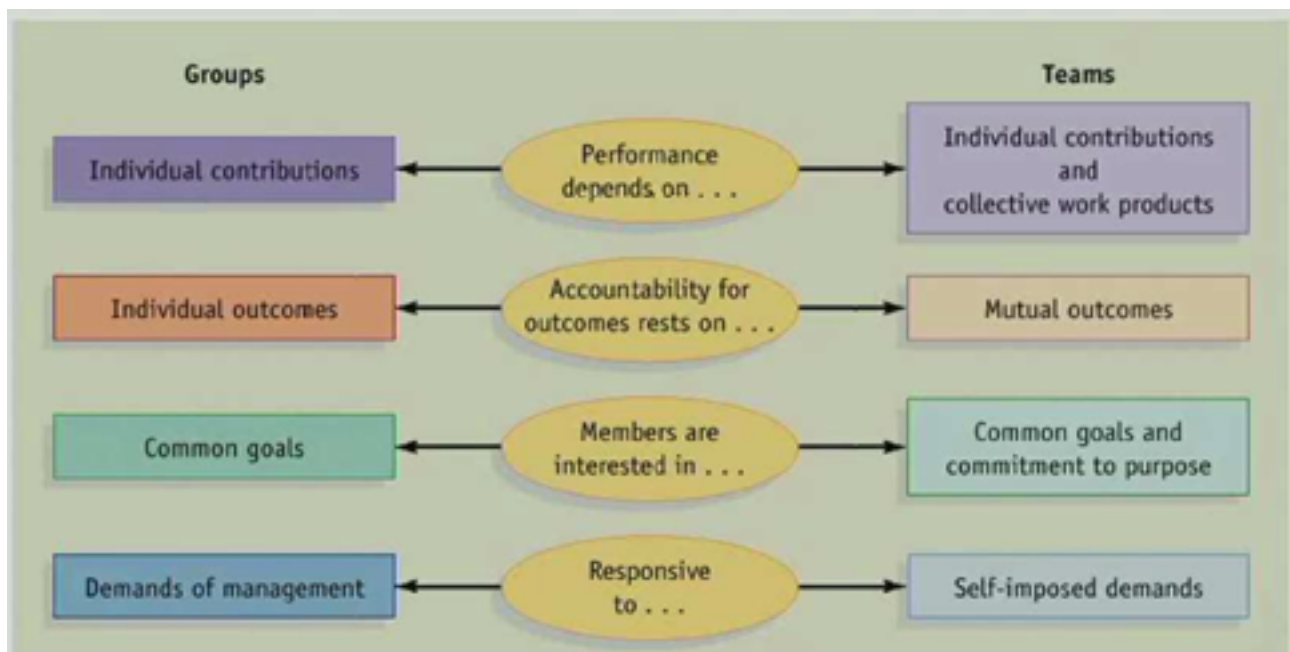 Groups
Teams
Individual contributions
Performance
depends on . . .
Individual contributions
and
collective work products
Individual outcomes
Accountability for
outcomes rests on . . .
Mutual outcomes
Common goals
Members are
interested in . . .
Common goals and
commitment to purpose
Demands of management
Responsive
to . . .
Self-imposed demands